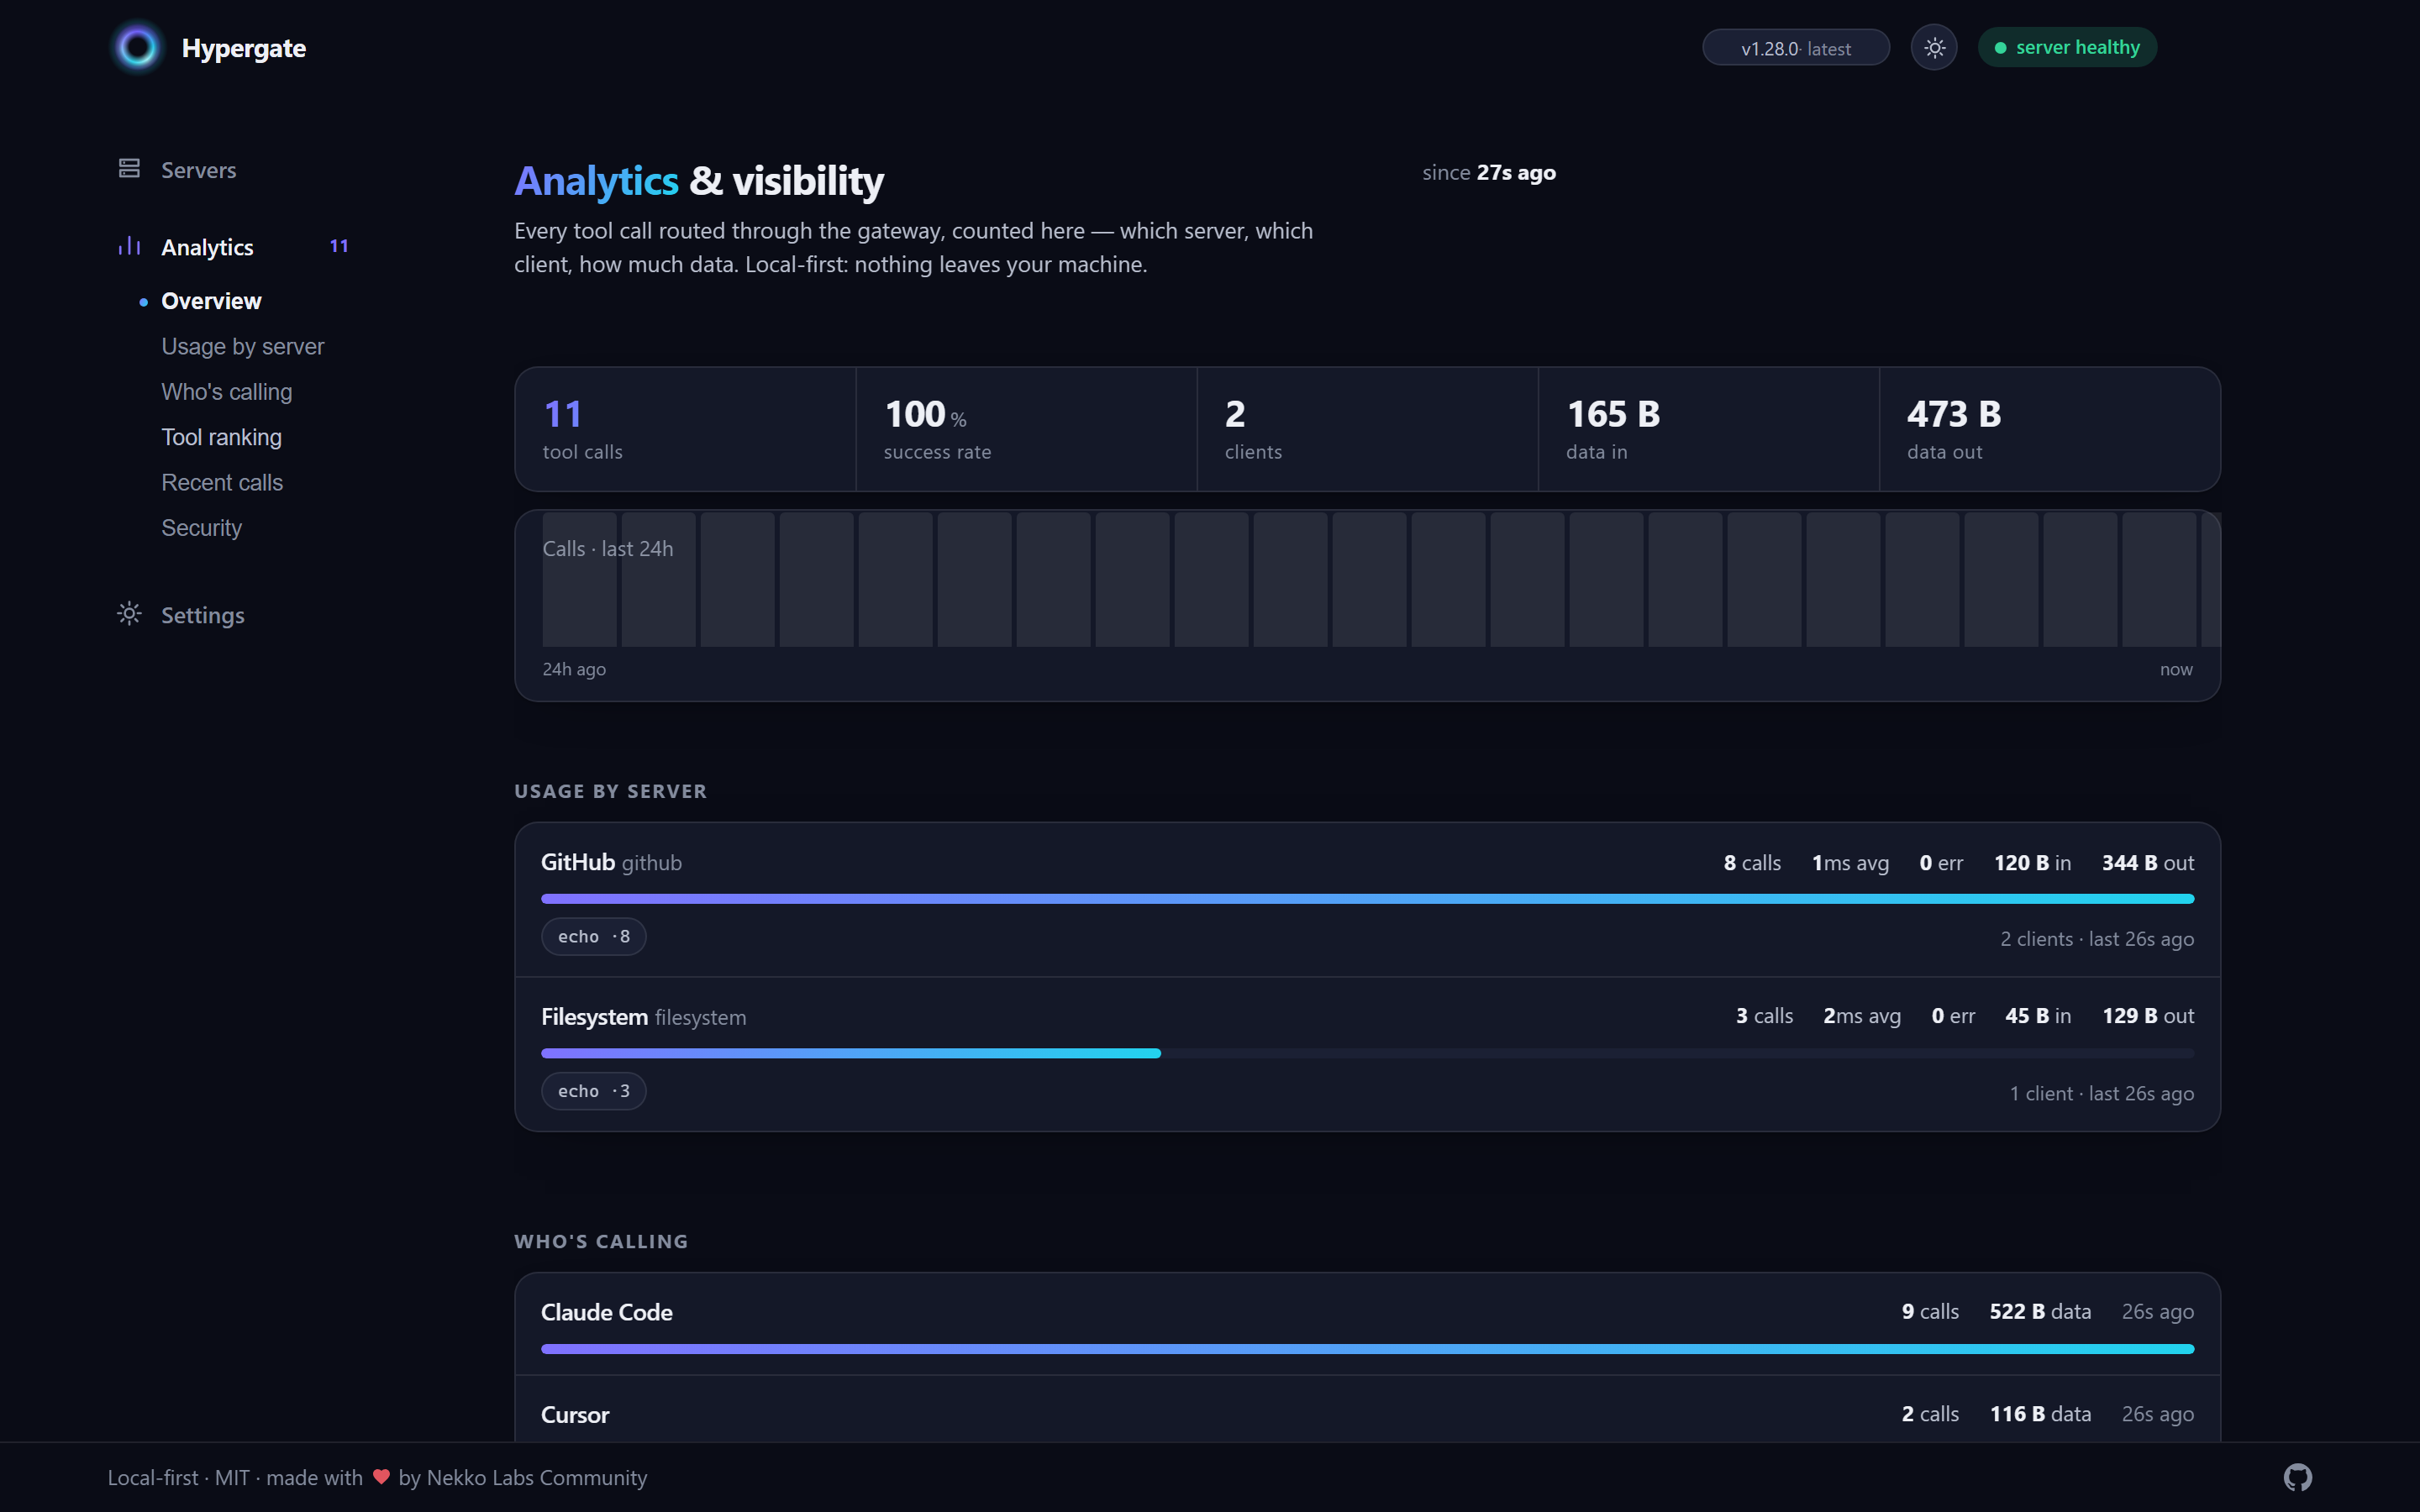 Hypergate
v1.28.0 · latest
server healthy
Servers
Analytics 11
Overview
Usage by server
Who's calling
Tool ranking
Recent calls
Security
Settings
Analytics & visibility
since 27s ago
Every tool call routed through the gateway, counted here — which server, which
client, how much data. Local-first: nothing leaves your machine.
11
tool calls
100 %
success rate
2
clients
165 B
data in
473 B
data out
Calls · last 24h
24h ago
now
USAGE BY SERVER
GitHub github
8 calls 1ms avg 0 err 120 B in 344 B out
echo ·8
2 clients · last 26s ago
Filesystem filesystem
3 calls 2ms avg 0 err 45 B in 129 B out
echo ·3
1 client · last 26s ago
WHO'S CALLING
Claude Code
9 calls 522 B data 26s ago
Cursor
2 calls 116 B data 26s ago
Local-first · MIT · made with ❤ by Nekko Labs Community